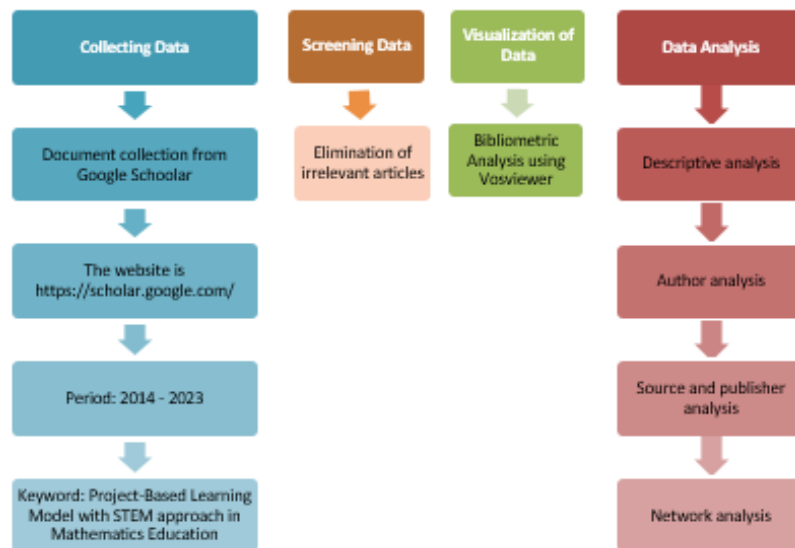 Collecting Data
Document collection from
Google Schoolar
The website is
https://scholar.google.com/
Period: 2014 - 2023
Keyword: Project-Based Learning
Model with STEM approach in
Mathematics Education
Screening Data
Elimination of
irrelevant articles
Visualization of
Data
Bibliometric
Analysis using
Vosviewer
Data Analysis
Descriptive analysis
Author analysis
Source and publisher
analysis
Network analysis